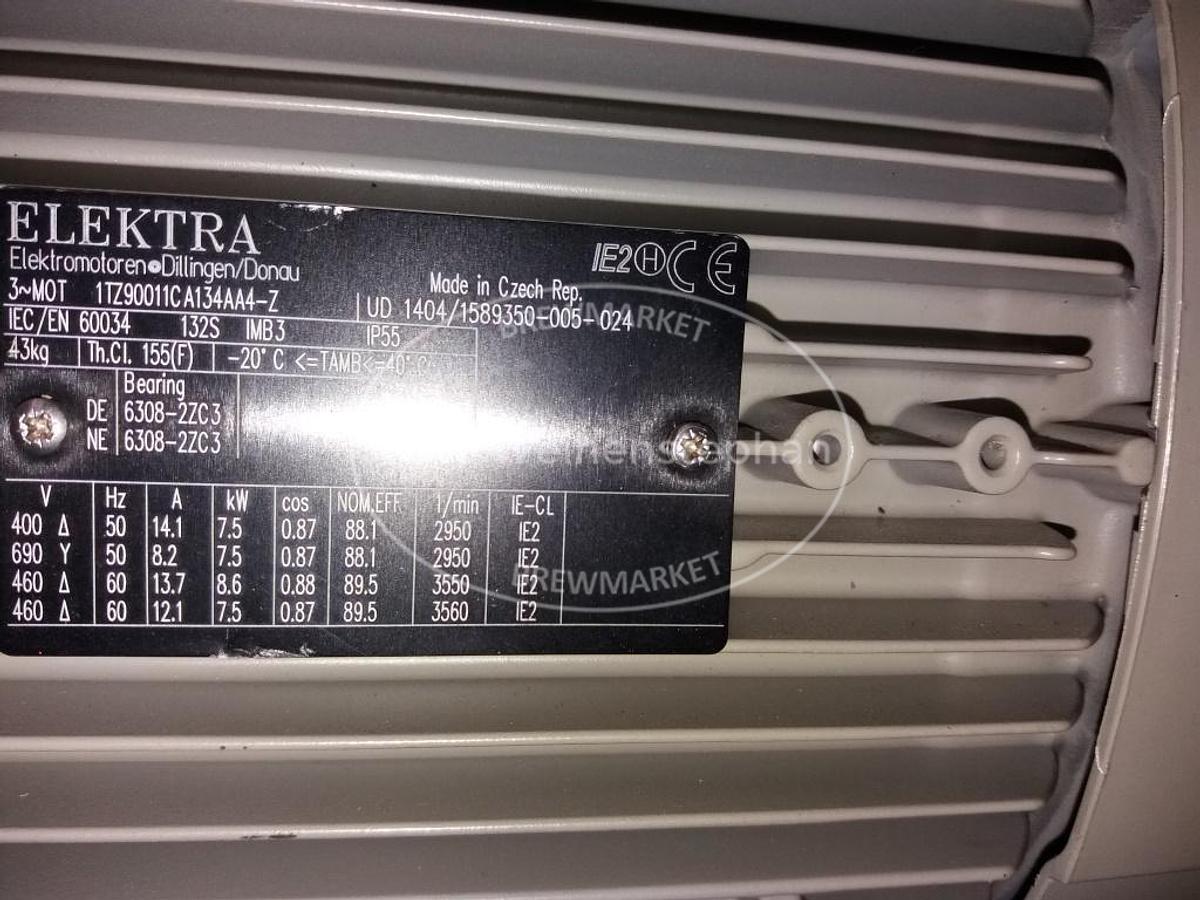 ELEKTRA
Elektromotoren Dillingen/Donau
IE2 H CE
3~MOT 1TZ90011CA134AA4-Z
Made in Czech Rep.
UD 1404/1589350-005-024
IEC/EN 60034 132S IMB3 IP55
43kg Th.Cl. 155(F) -20°C <=TAMB<=40°C
Bearing
DE 6308-2ZC3
NE 6308-2ZC3
V Hz A kW cos NOM.EFF. 1/min IE-CL
400 Δ 50 14.1 7.5 0.87 88.1 2950 IE2
690 Y 50 8.2 7.5 0.87 88.1 2950 IE2
460 Δ 60 13.7 8.6 0.88 89.5 3550 IE2
460 Δ 60 12.1 7.5 0.87 89.5 3560 IE2
BREWMARKET
BREWMARKET